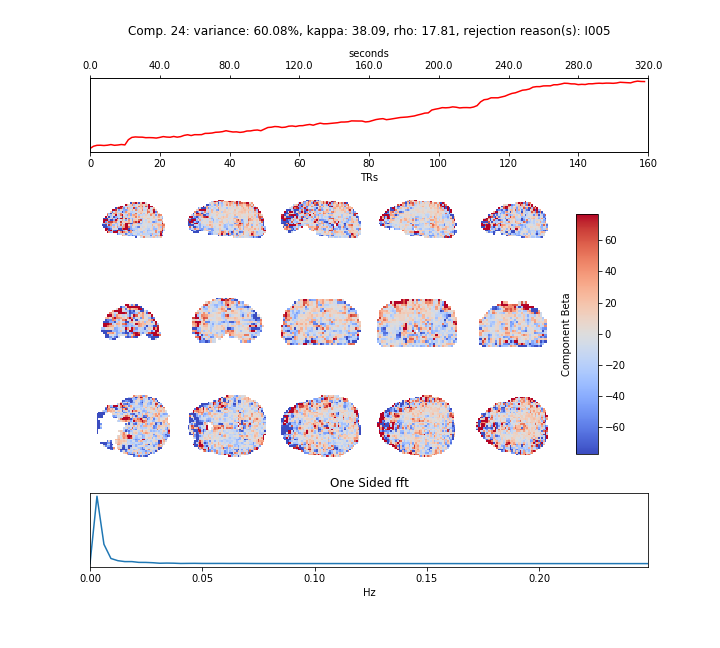 Comp. 24: variance: 60.08%, kappa: 38.09, rho: 17.81, rejection reason(s): I005
seconds
0.0 40.0 80.0 120.0 160.0 200.0 240.0 280.0 320.0
0 20 40 60 80 100 120 140 160
TRs
60
40
20
0
−20
−40
−60
Component Beta
One Sided fft
0.00 0.05 0.10 0.15 0.20
Hz